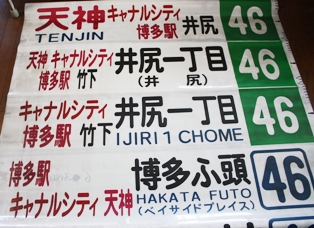 天神 キャナルシティ 博多駅 井尻 46
TENJIN
天神 キャナルシティ 博多駅 竹下 井尻一丁目 46
(井尻)
キャナルシティ 博多駅 竹下 井尻一丁目 46
IJIRI 1 CHOME
博多駅 キャナルシティ 天神 博多ふ頭 46
HAKATA FUTO
(ベイサイドプレイス)